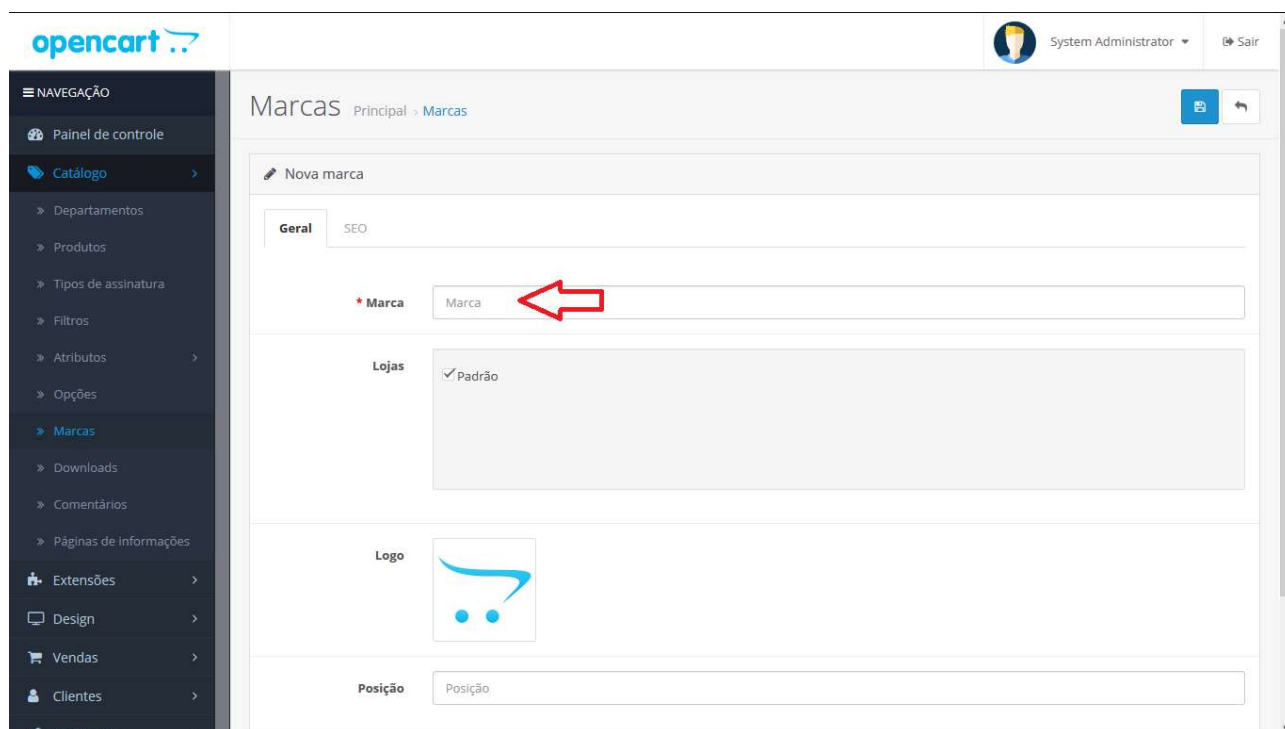 opencart
System Administrator
Sair
NAVEGAÇÃO
Marcas Principal › Marcas
Painel de controle
Catálogo
Nova marca
Departamentos
Geral SEO
Produtos
Tipos de assinatura
* Marca Marca
Filtros
Atributos
Lojas Padrão
Opções
Marcas
Downloads
Comentários
Páginas de informações
Logo
Extensões
Design
Vendas
Posição Posição
Clientes